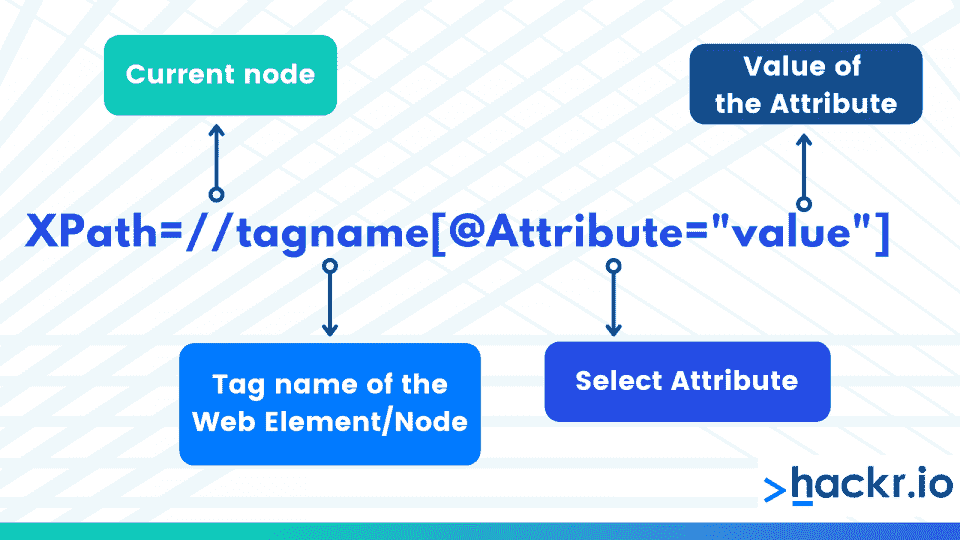 Current node
Value of
the Attribute
XPath=//tagname[@Attribute="value"]
Tag name of the
Web Element/Node
Select Attribute
>hackr.io